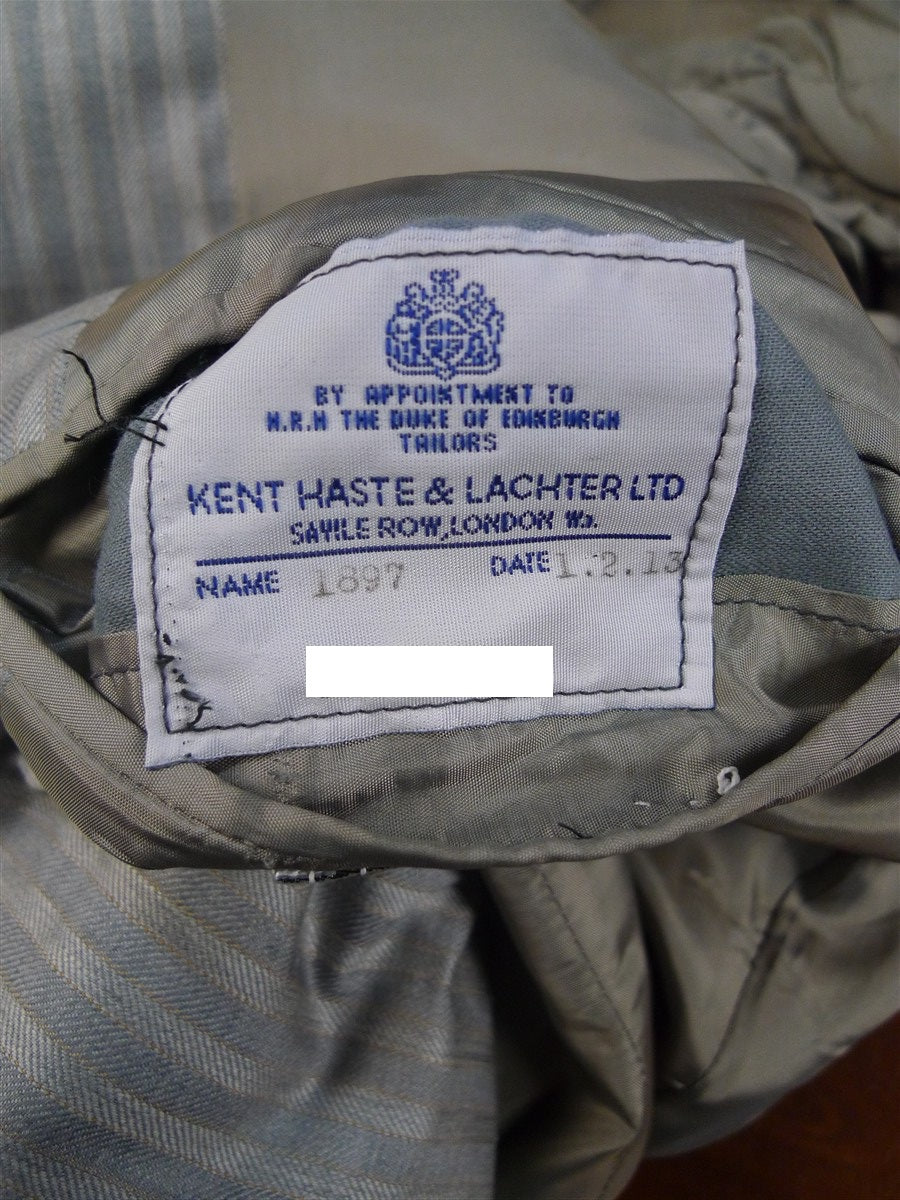 BY APPOINTMENT TO
H.R.H THE DUKE OF EDINBURGH
TAILORS
KENT HASTE & LACHTER LTD
SAVILE ROW, LONDON W1.
NAME 1897 DATE 1.2.13